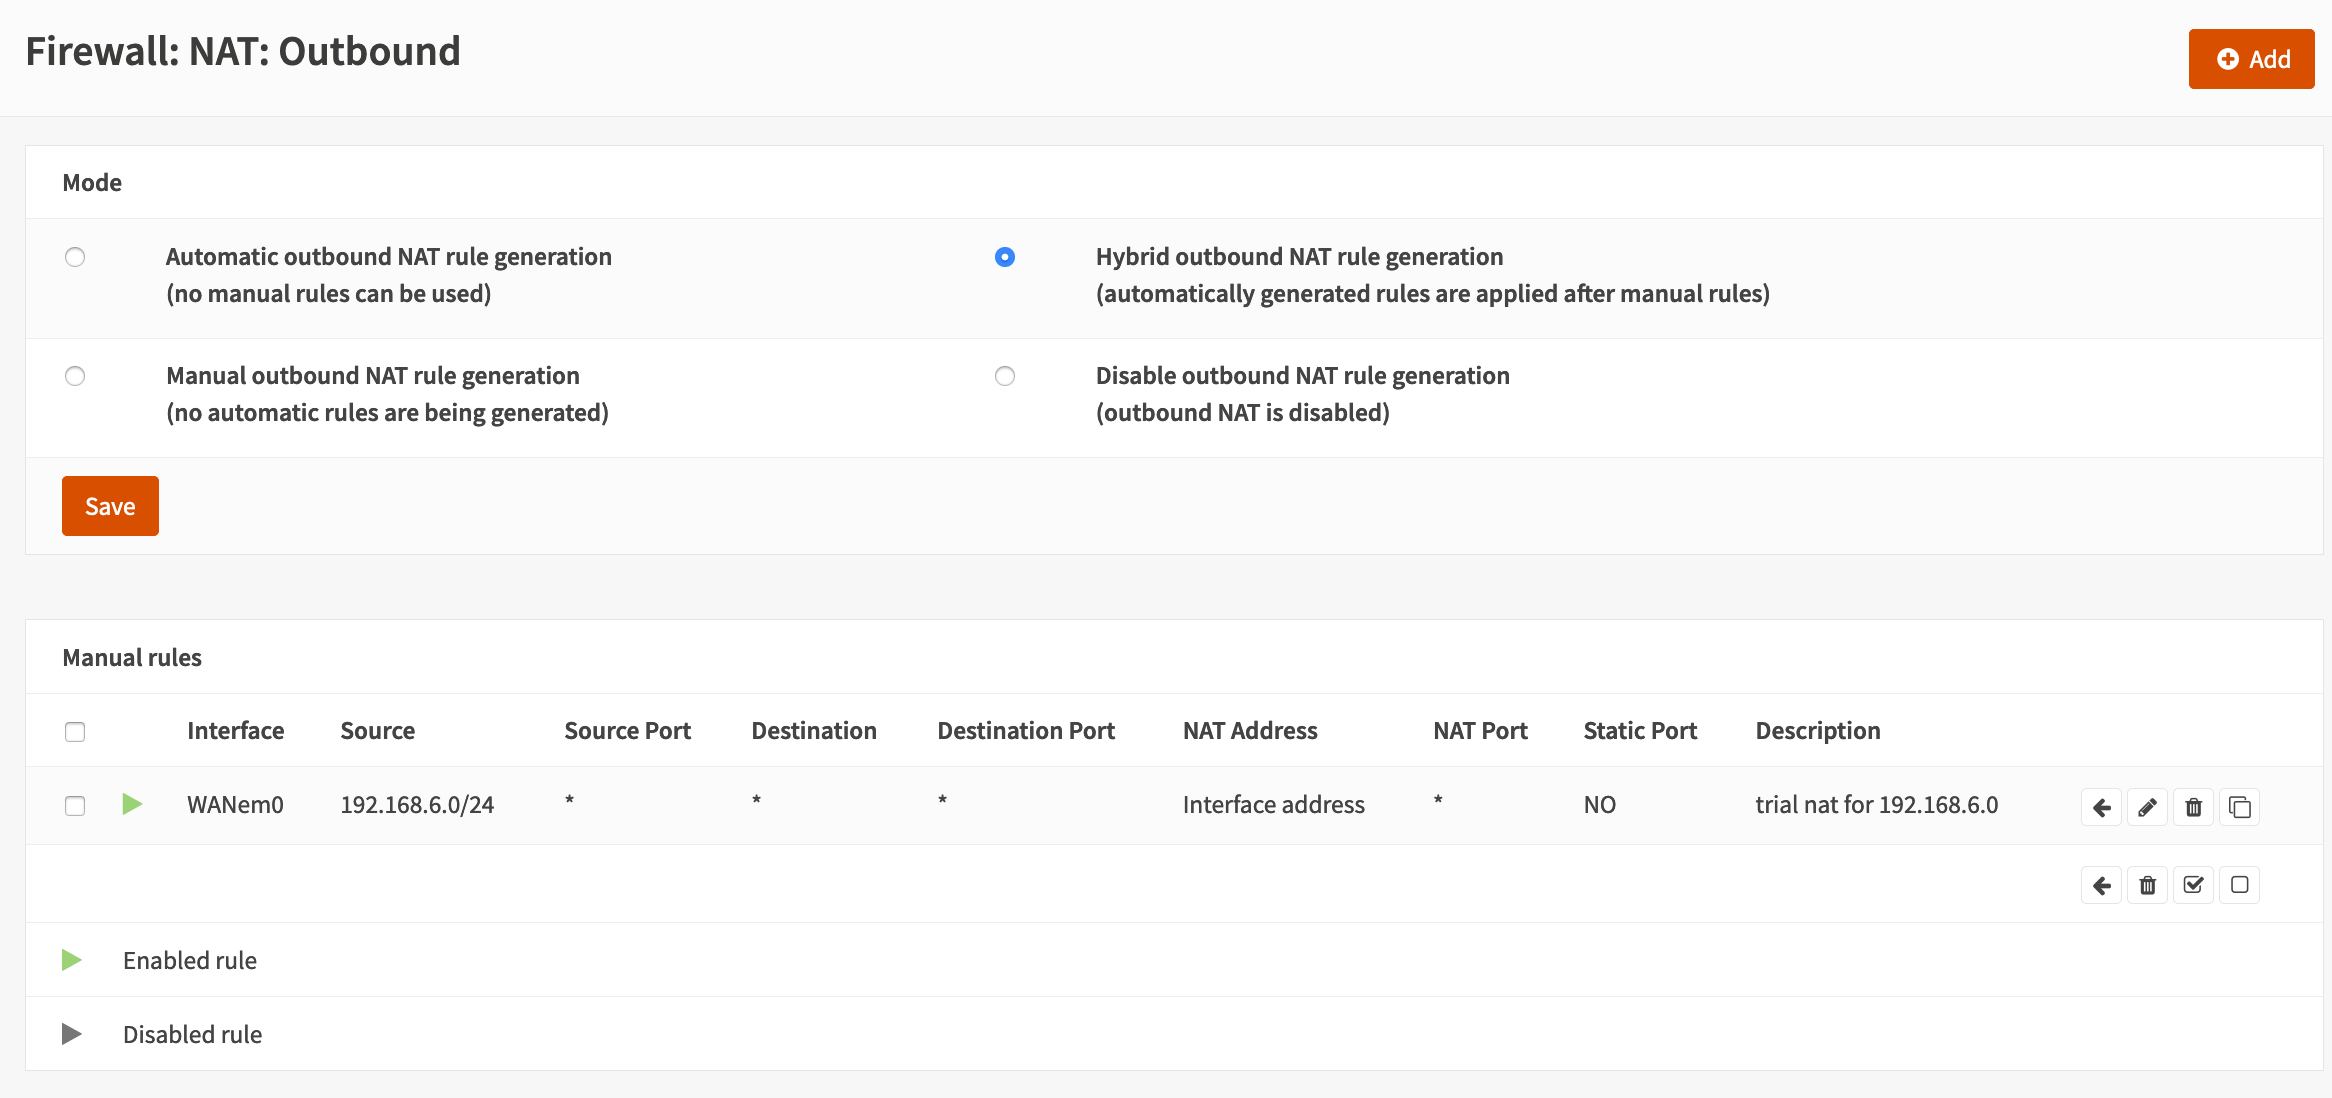 Firewall: NAT: Outbound
Add
Mode
Automatic outbound NAT rule generation
(no manual rules can be used)
Hybrid outbound NAT rule generation
(automatically generated rules are applied after manual rules)
Manual outbound NAT rule generation
(no automatic rules are being generated)
Disable outbound NAT rule generation
(outbound NAT is disabled)
Save
Manual rules
Interface Source Source Port Destination Destination Port NAT Address NAT Port Static Port Description
WANem0 192.168.6.0/24 * * * Interface address * NO trial nat for 192.168.6.0
Enabled rule
Disabled rule